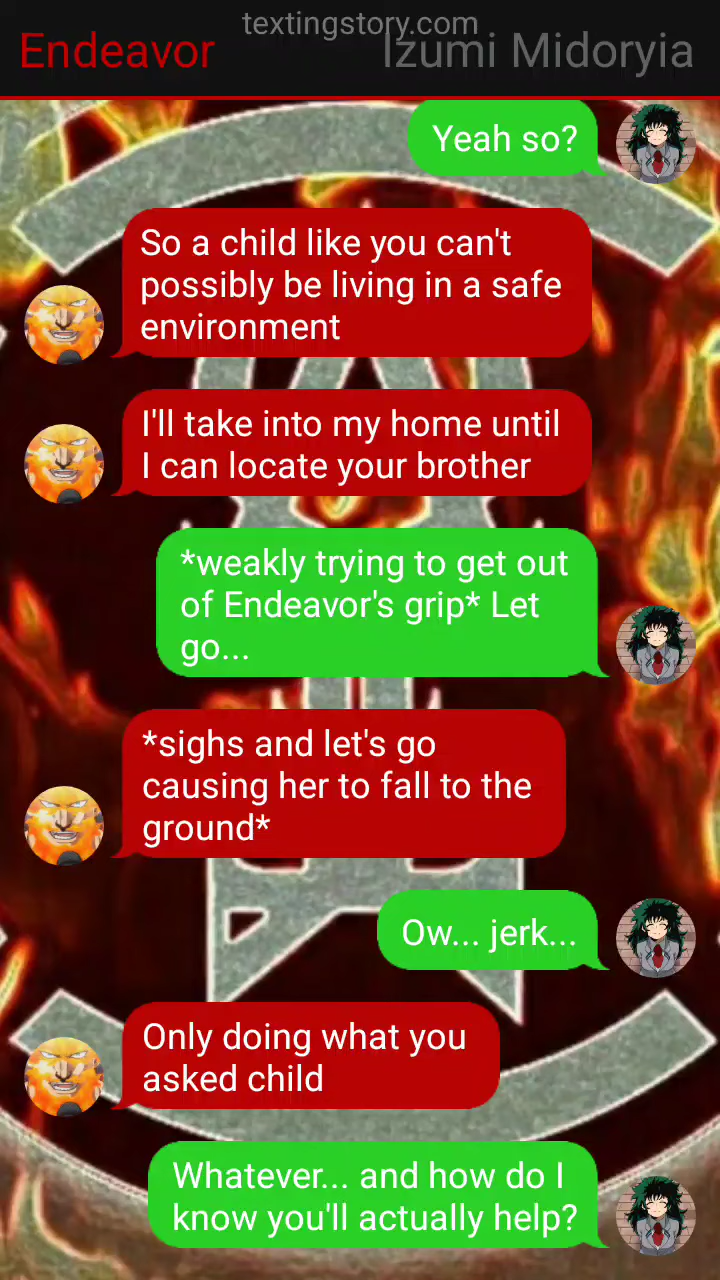 textingstory.com
Endeavor
Izumi Midoryia
Yeah so?
So a child like you can't
possibly be living in a safe
environment
I'll take into my home until
I can locate your brother
*weakly trying to get out
of Endeavor's grip* Let
go...
*sighs and let's go
causing her to fall to the
ground*
Ow... jerk...
Only doing what you
asked child
Whatever... and how do I
know you'll actually help?